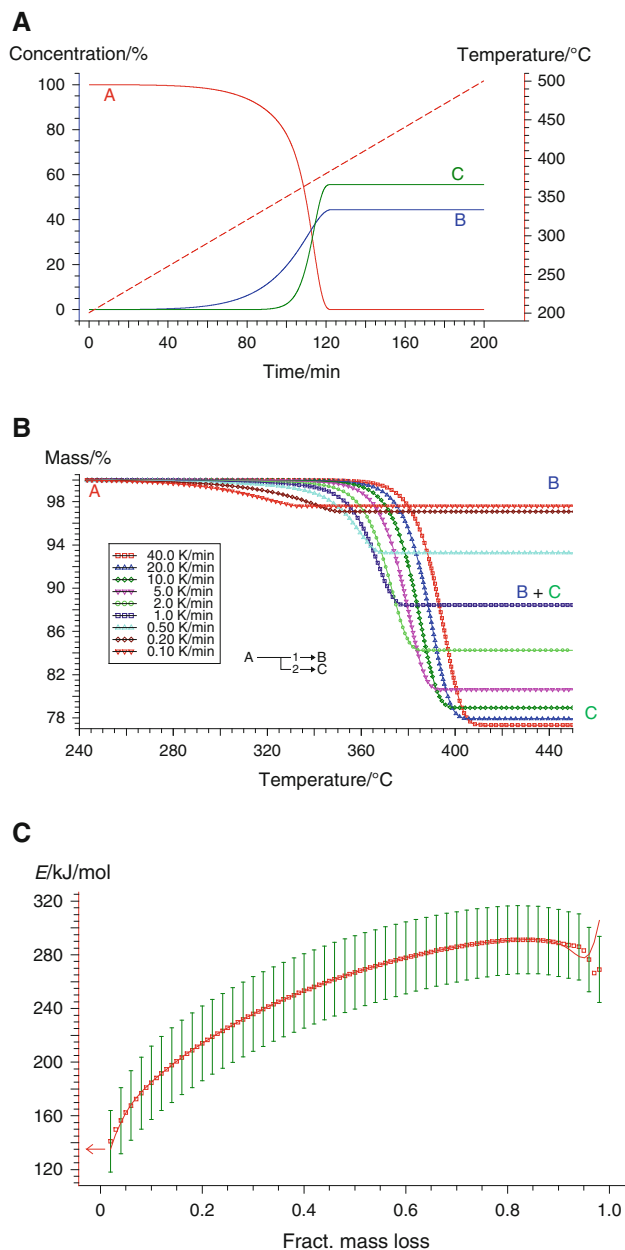 A
Concentration/%
Temperature/°C
100
80
60
40
20
0
500
450
400
350
300
250
200
A
C
B
0
40
80
120
160
200
Time/min
B
Mass/%
98
94
90
86
82
78
A
B
B + C
C
40.0 K/min
20.0 K/min
10.0 K/min
5.0 K/min
2.0 K/min
1.0 K/min
0.50 K/min
0.20 K/min
0.10 K/min
A 1 B
2 C
240
280
320
360
400
440
Temperature/°C
C
E/kJ/mol
320
280
240
200
160
120
0
0.2
0.4
0.6
0.8
1.0
Fract. mass loss